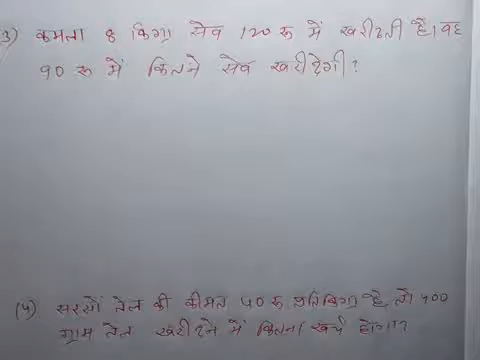 3) कमला 8 किग्रा सेव 120 रू में खरीदती है। वह
90 रू में कितने सेव खरीदेगी?
(4) सरसों तेल की कीमत 40 रू प्रतिकिग्रा है, तो 400
ग्राम तेल खरीदने में कितना खर्च होगा?